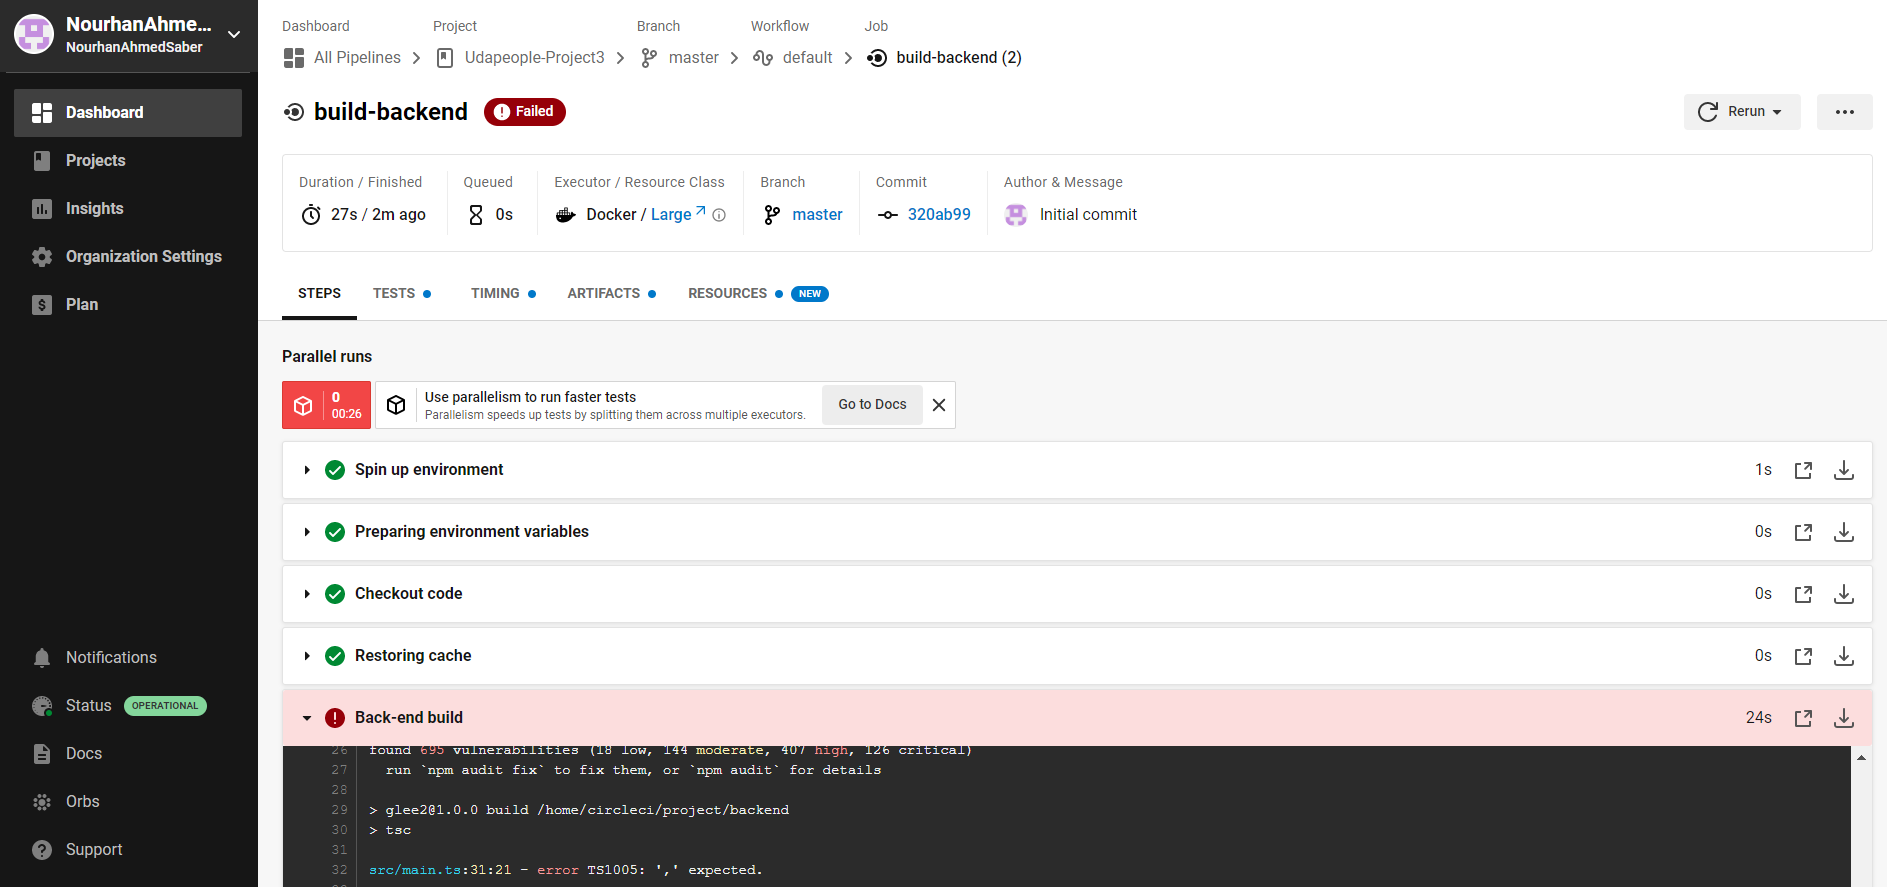 NourhanAhme...
NourhanAhmedSaber
Dashboard
Projects
Insights
Organization Settings
Plan
Notifications
Status OPERATIONAL
Docs
Orbs
Support
Dashboard Project Branch Workflow Job
All Pipelines Udapeople-Project3 master default build-backend (2)
build-backend Failed
Rerun
Duration / Finished Queued Executor / Resource Class Branch Commit Author & Message
27s / 2m ago 0s Docker / Large master 320ab99 Initial commit
STEPS TESTS TIMING ARTIFACTS RESOURCES NEW
Parallel runs
0
00:26
Use parallelism to run faster tests
Parallelism speeds up tests by splitting them across multiple executors.
Go to Docs
Spin up environment 1s
Preparing environment variables 0s
Checkout code 0s
Restoring cache 0s
Back-end build 24s
26 found 695 vulnerabilities (18 low, 144 moderate, 407 high, 126 critical)
27 run `npm audit fix` to fix them, or `npm audit` for details
28
29 > glee2@1.0.0 build /home/circleci/project/backend
30 > tsc
31
32 src/main.ts:31:21 - error TS1005: ',' expected.